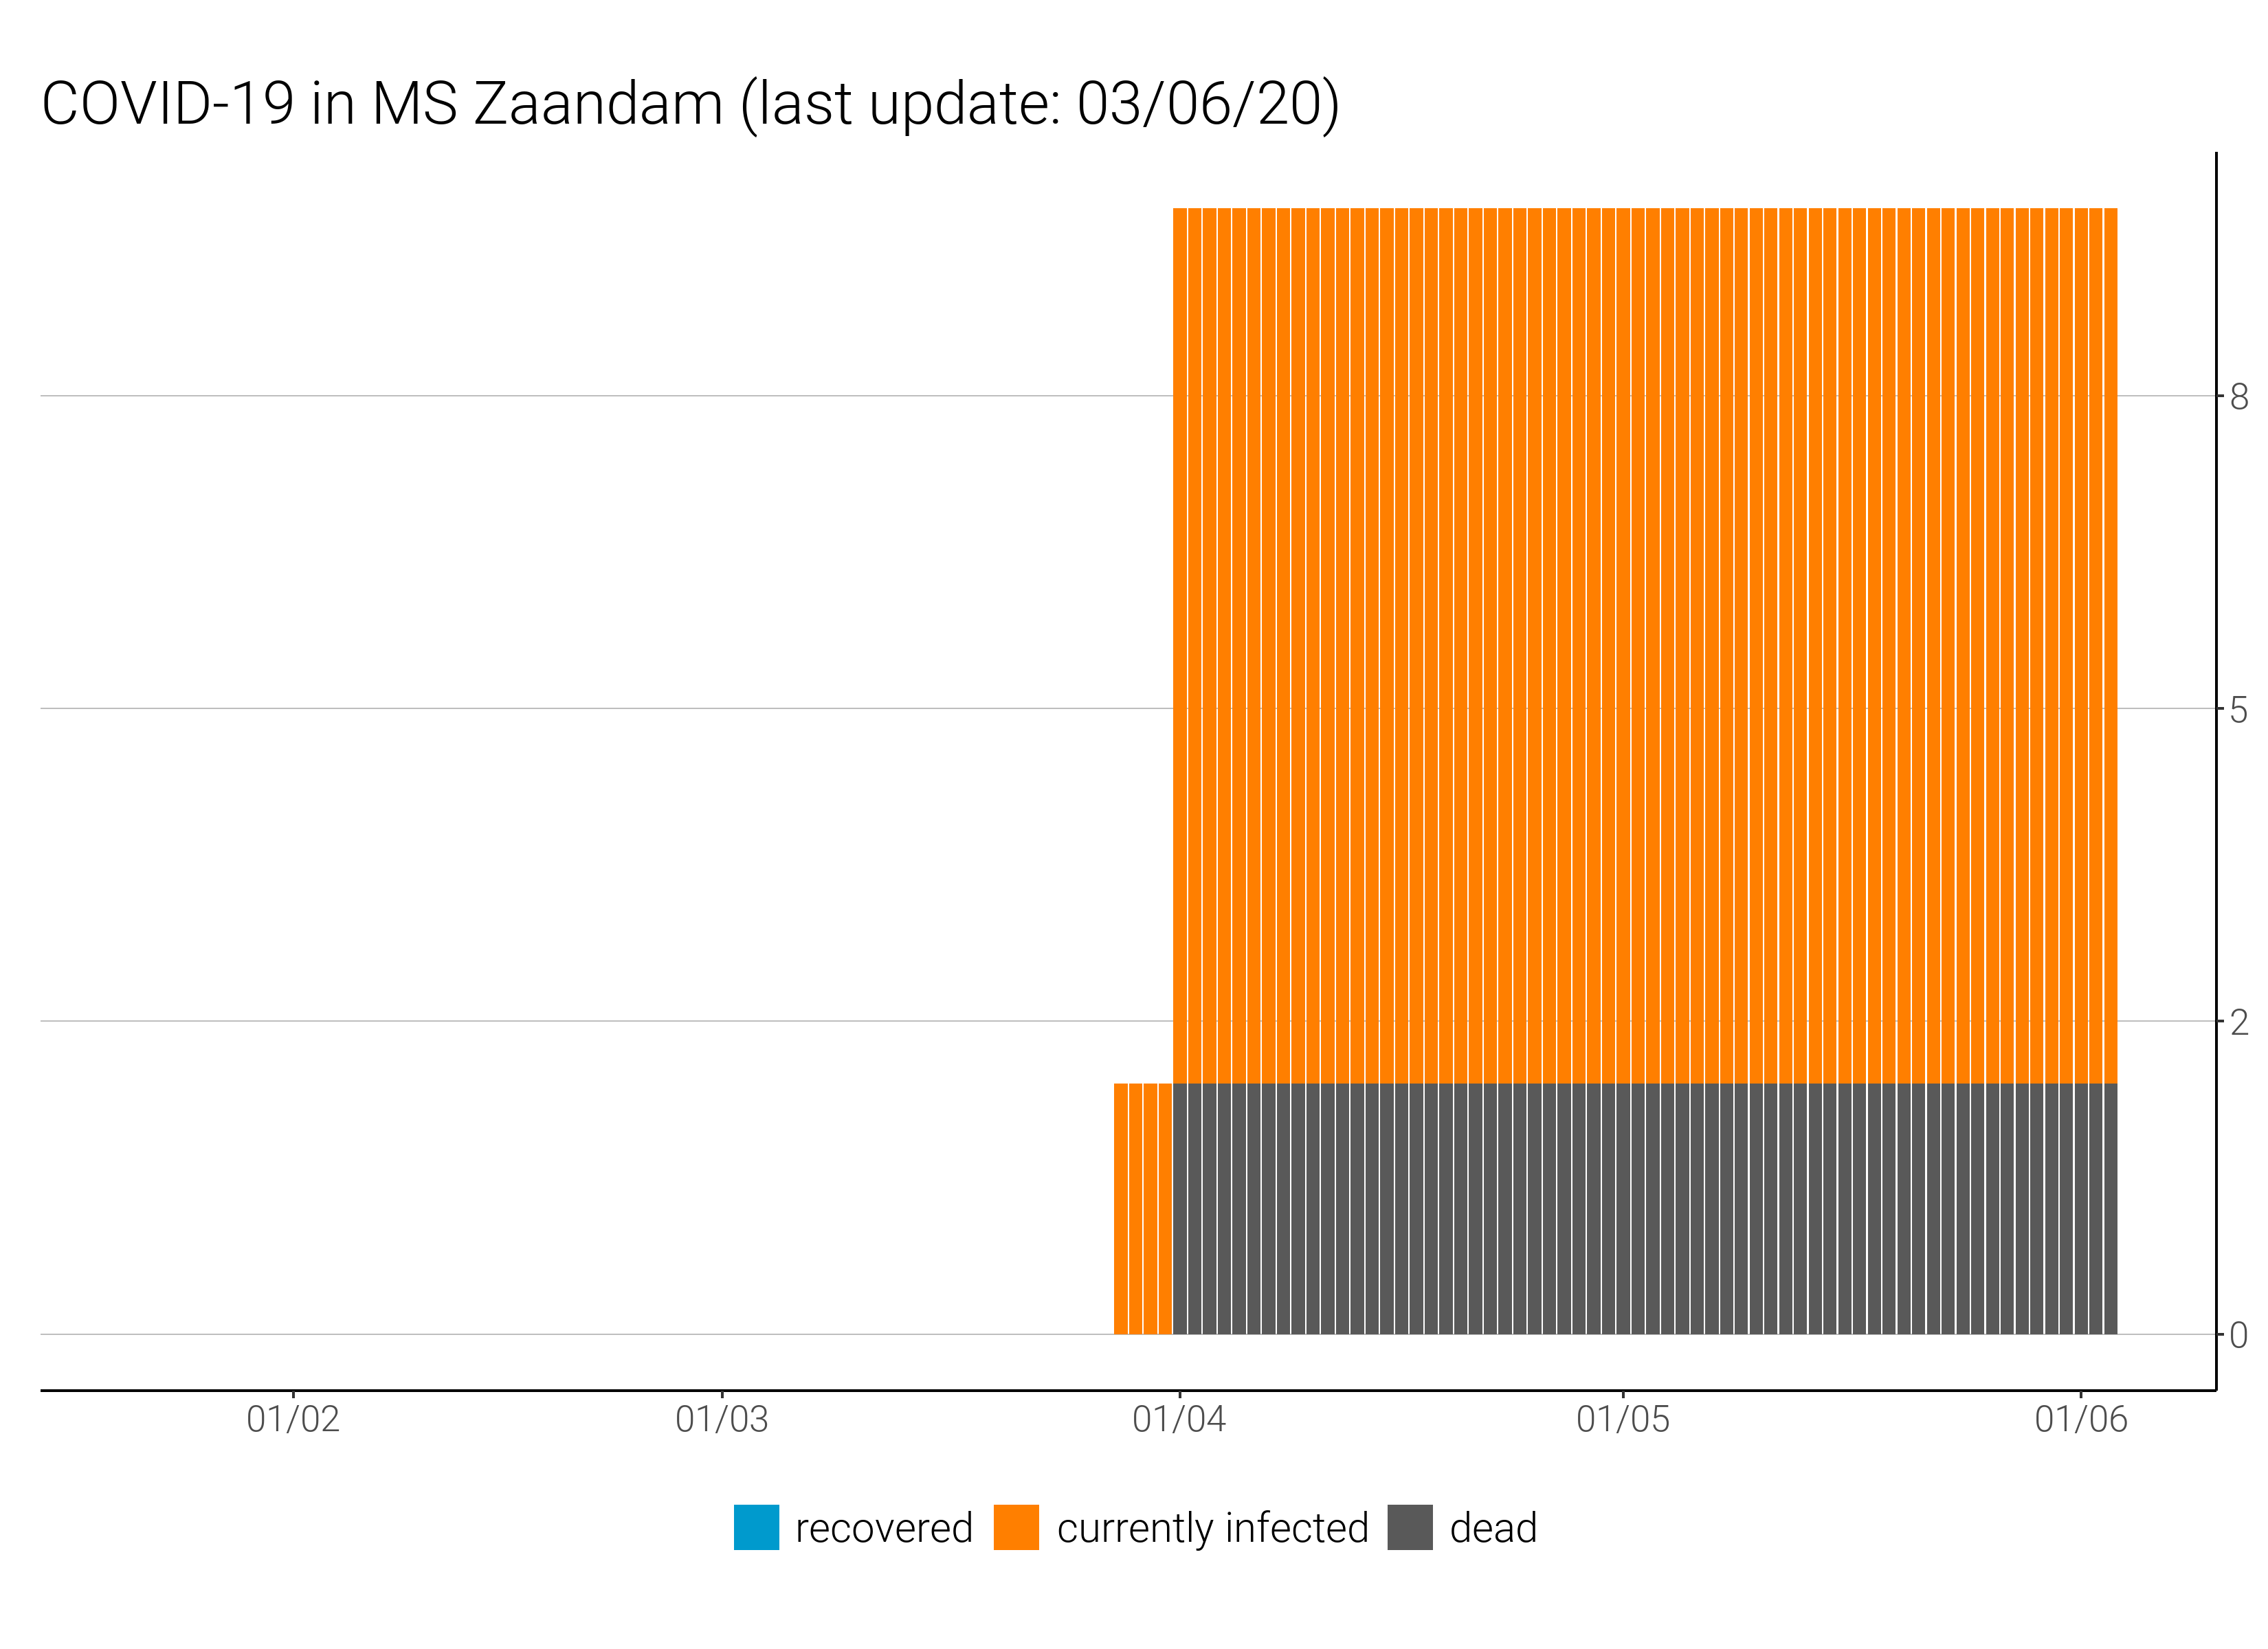 COVID-19 in MS Zaandam (last update: 03/06/20)
8
5
2
0
01/02 01/03 01/04 01/05 01/06
recovered currently infected dead